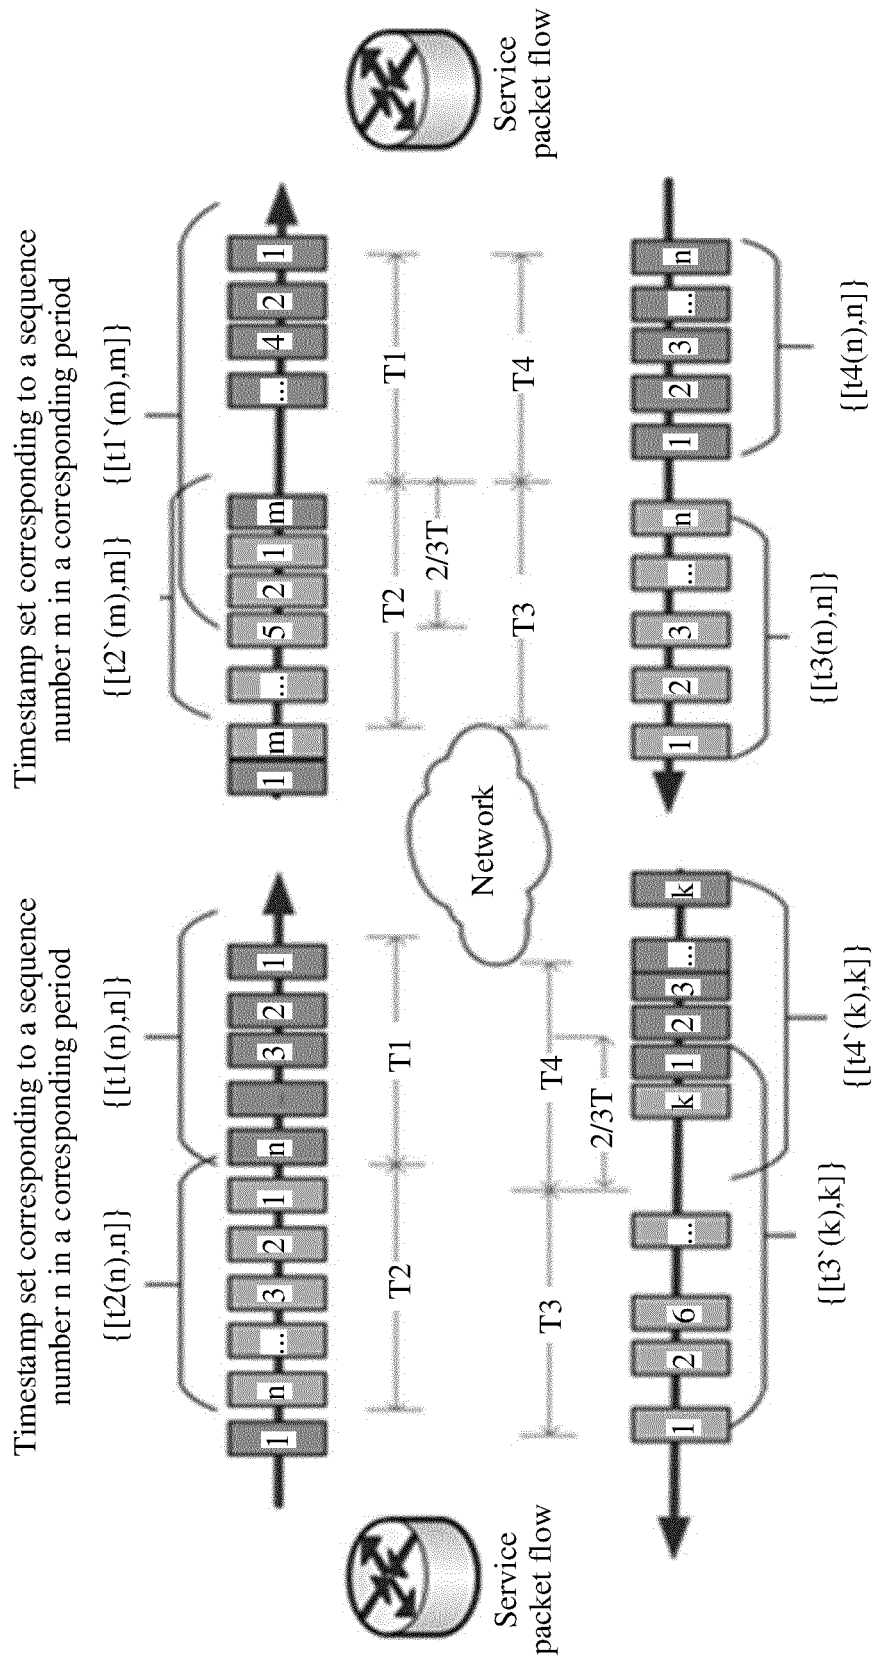 Timestamp set corresponding to a sequence
number n in a corresponding period
Timestamp set corresponding to a sequence
number m in a corresponding period
{[t2(n),n]}
{[t1(n),n]}
{[t2`(m),m]}
{[t1`(m),m]}
1 n ... 3 2 1 n 3 2 1
1 m ... 5 2 1 m ... 4 2 1
T2
T1
T2
T1
2/3T
Service
packet flow
Network
Service
packet flow
T3
T4
T3
T4
2/3T
1 2 6 ... k 1 2 3 ... k
1 2 3 ... n 1 2 3 ... n
{[t3`(k),k]}
{[t4`(k),k]}
{[t3(n),n]}
{[t4(n),n]}